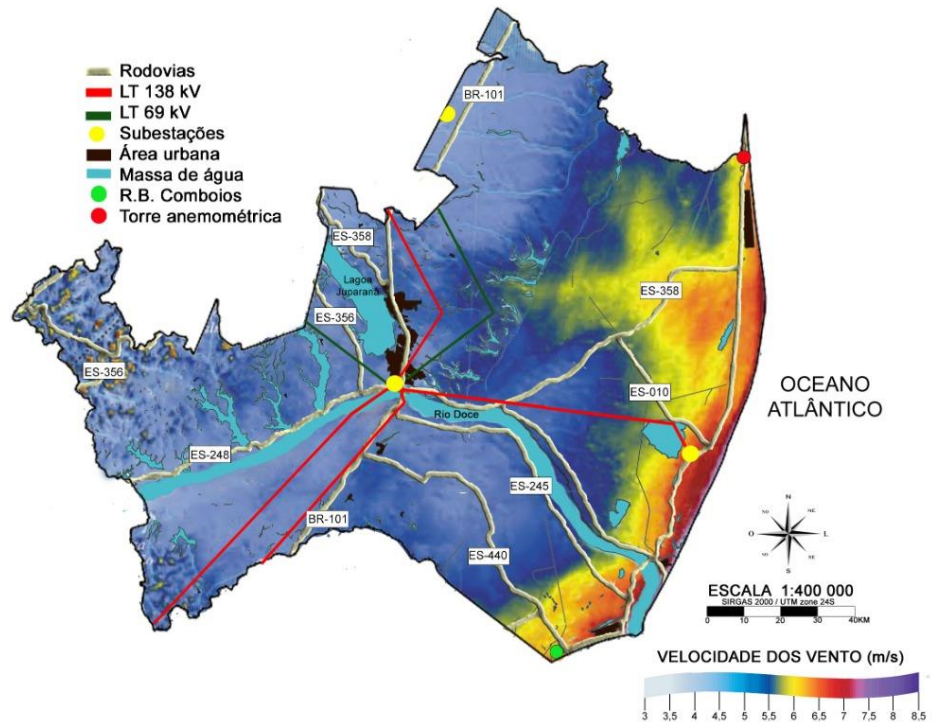 Rodovias
LT 138 kV
LT 69 kV
Subestações
Área urbana
Massa de água
R.B. Comboios
Torre anemométrica
BR-101
ES-358
Lagoa
Juparanã
ES-356
ES-356
ES-358
ES-010
OCEANO
ATLÂNTICO
Rio Doce
ES-248
ES-245
BR-101
ES-440
N
NO
NE
O
L
SO
SE
S
ESCALA 1:400 000
SIRGAS 2000 / UTM zone 24S
0 10 20 30 40KM
VELOCIDADE DOS VENTO (m/s)
3 3,5 4 4,5 5 5,5 6 6,5 7 7,5 8 8,5